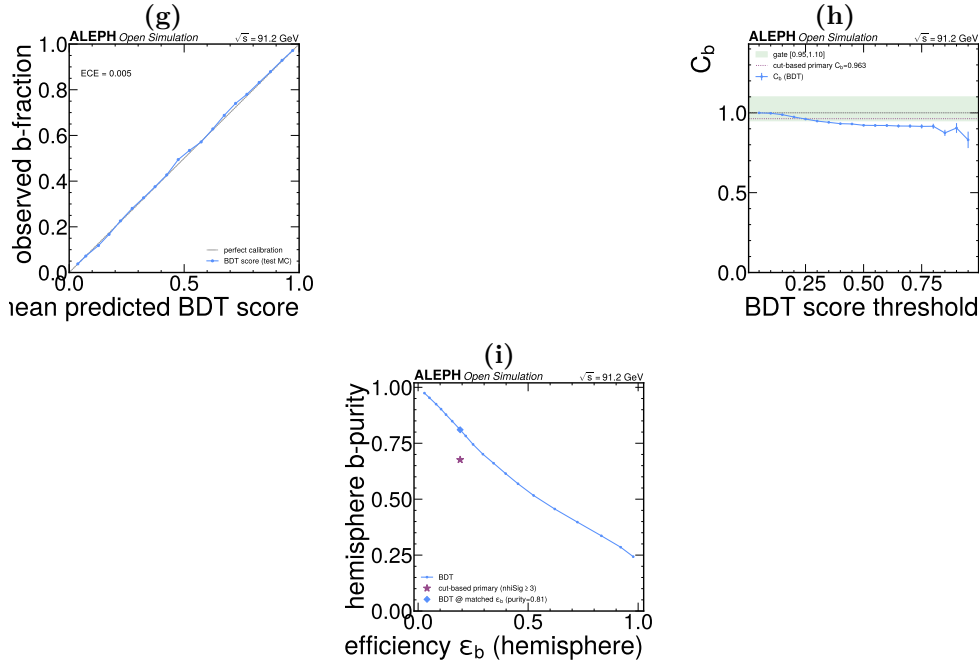 (g)
ALEPH Open Simulation √s = 91.2 GeV
ECE = 0.005
perfect calibration
BDT score (test MC)
observed b-fraction
0.0 0.2 0.4 0.6 0.8 1.0
0.0 0.5 1.0
mean predicted BDT score
(h)
ALEPH Open Simulation √s = 91.2 GeV
gate [0.95,1.10]
cut-based primary C_b=0.963
C_b (BDT)
C_b
0.0 0.5 1.0
0.25 0.50 0.75
BDT score threshold
(i)
ALEPH Open Simulation √s = 91.2 GeV
BDT
cut-based primary (nhiSig ≥ 3)
BDT @ matched ε_b (purity=0.81)
hemisphere b-purity
0.00 0.25 0.50 0.75 1.00
0.0 0.5 1.0
efficiency ε_b (hemisphere)